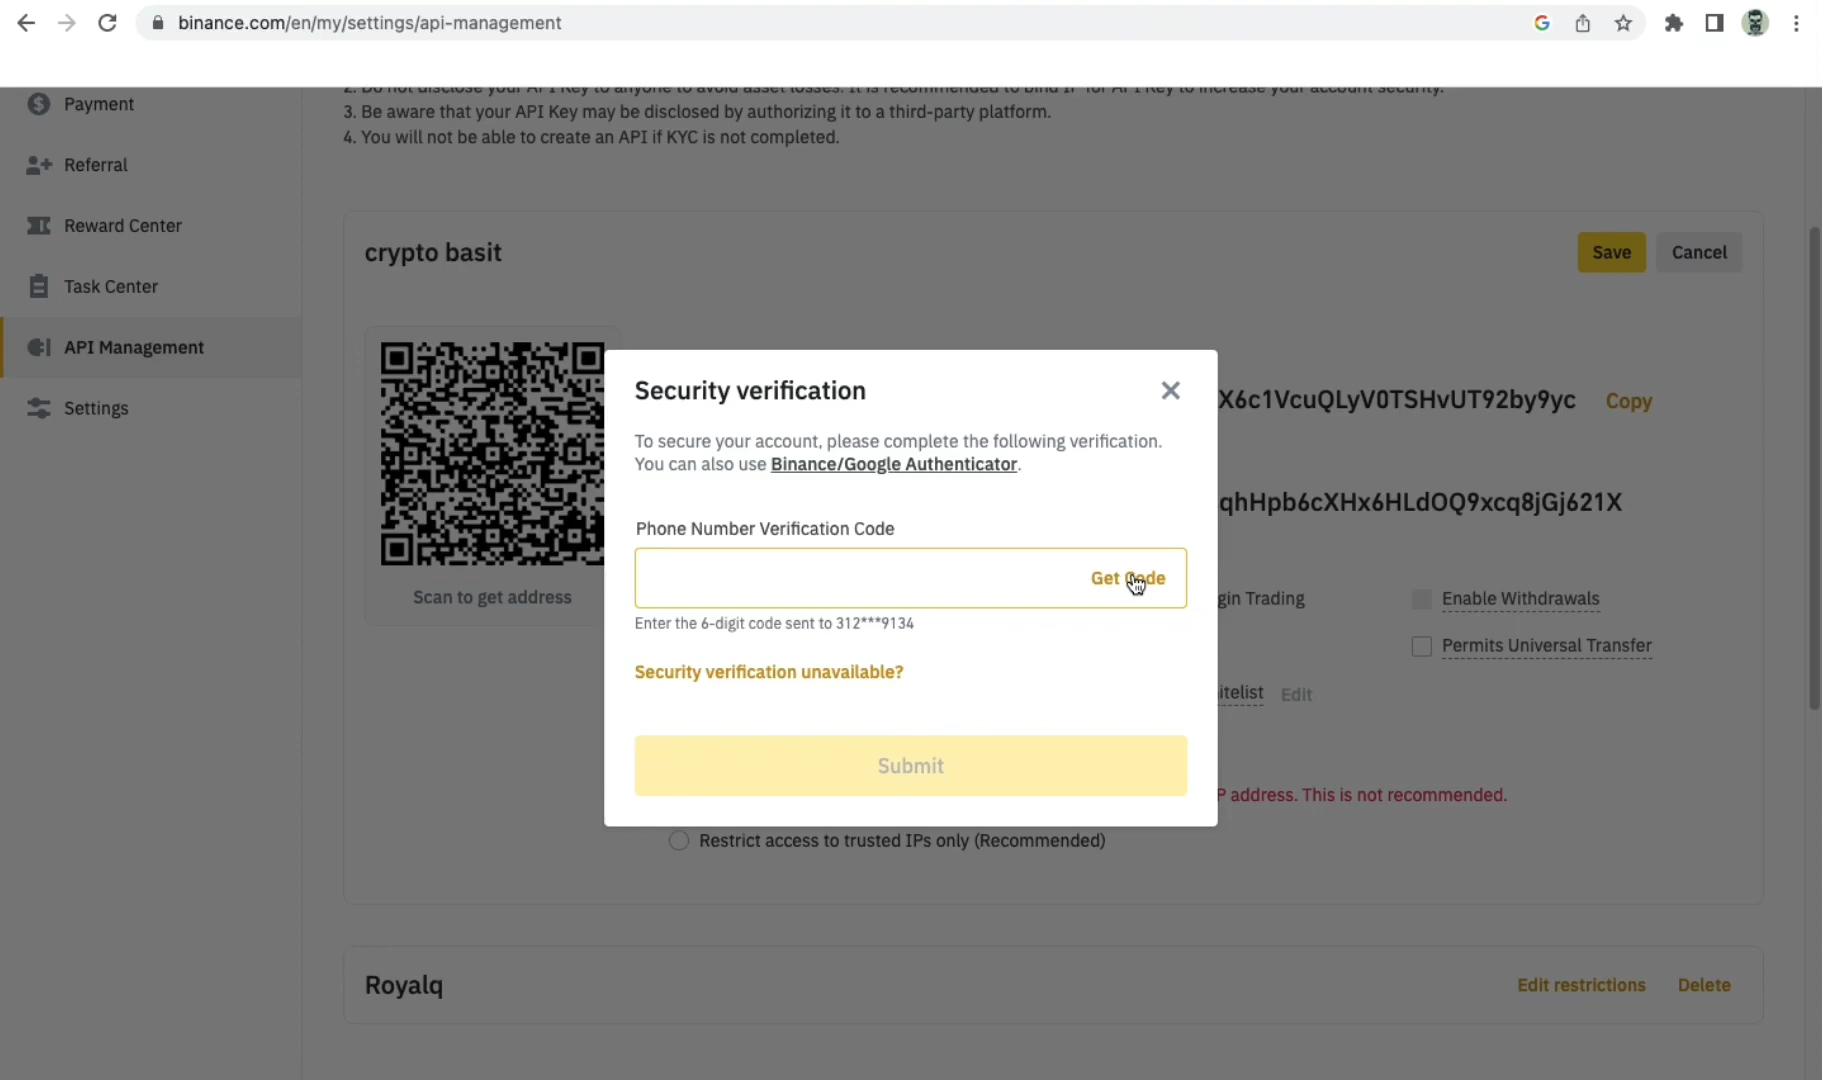 binance.com/en/my/settings/api-management
2. Do not disclose your API Key to anyone to avoid asset losses. It is recommended to bind IP for API Key to increase your account security.
3. Be aware that your API Key may be disclosed by authorizing it to a third-party platform.
4. You will not be able to create an API if KYC is not completed.
Payment
Referral
Reward Center
Task Center
API Management
Settings
crypto basit
Save
Cancel
Scan to get address
Security verification
To secure your account, please complete the following verification.
You can also use Binance/Google Authenticator.
Phone Number Verification Code
Get Code
Enter the 6-digit code sent to 312***9134
Security verification unavailable?
Submit
X6c1VcuQLyV0TSHvUT92by9yc
Copy
qhHpb6cXHx6HLdOQ9xcq8jGj621X
gin Trading
Enable Withdrawals
Permits Universal Transfer
itelist
Edit
P address. This is not recommended.
Restrict access to trusted IPs only (Recommended)
Royalq
Edit restrictions
Delete